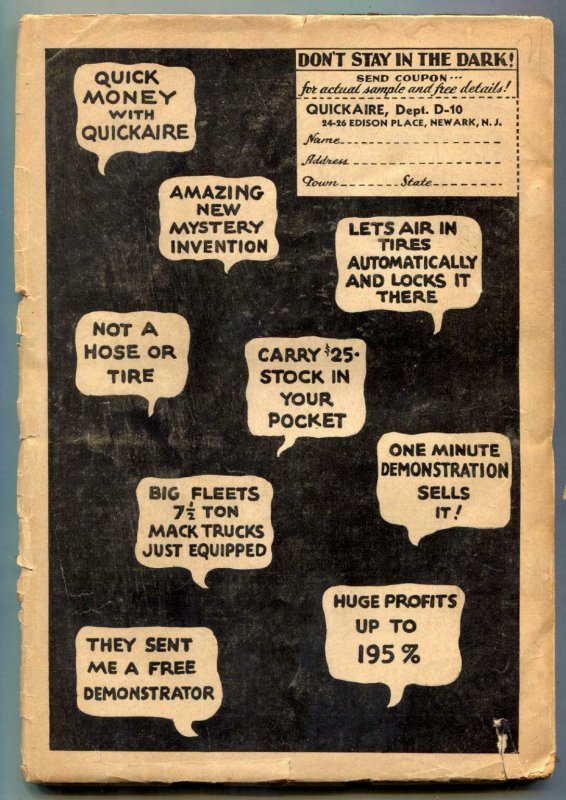 DON'T STAY IN THE DARK!
SEND COUPON...
for actual sample and free details!
QUICKAIRE, Dept. D-10
24-26 EDISON PLACE, NEWARK, N. J.
Name
Address
Town State
QUICK
MONEY
WITH
QUICKAIRE
AMAZING
NEW
MYSTERY
INVENTION
LETS AIR IN
TIRES
AUTOMATICALLY
AND LOCKS IT
THERE
NOT A
HOSE OR
TIRE
CARRY $25.
STOCK IN
YOUR
POCKET
ONE MINUTE
DEMONSTRATION
SELLS
IT!
BIG FLEETS
7½ TON
MACK TRUCKS
JUST EQUIPPED
HUGE PROFITS
UP TO
195%
THEY SENT
ME A FREE
DEMONSTRATOR